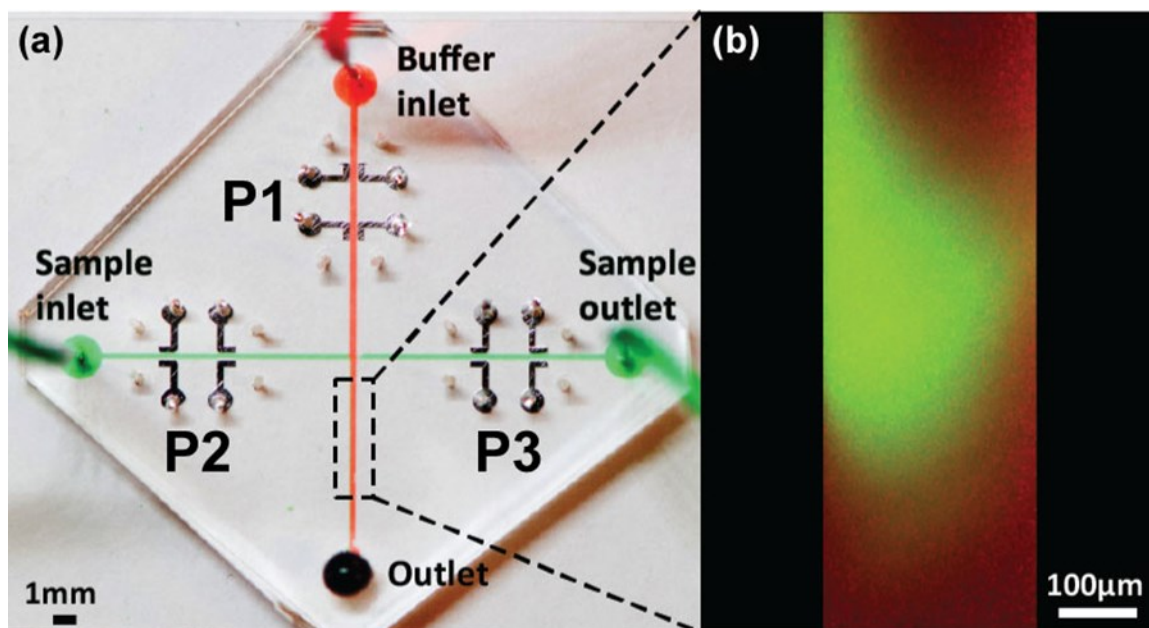 (a)
Buffer
inlet
P1
Sample
inlet
Sample
outlet
P2
P3
Outlet
1mm
(b)
100μm